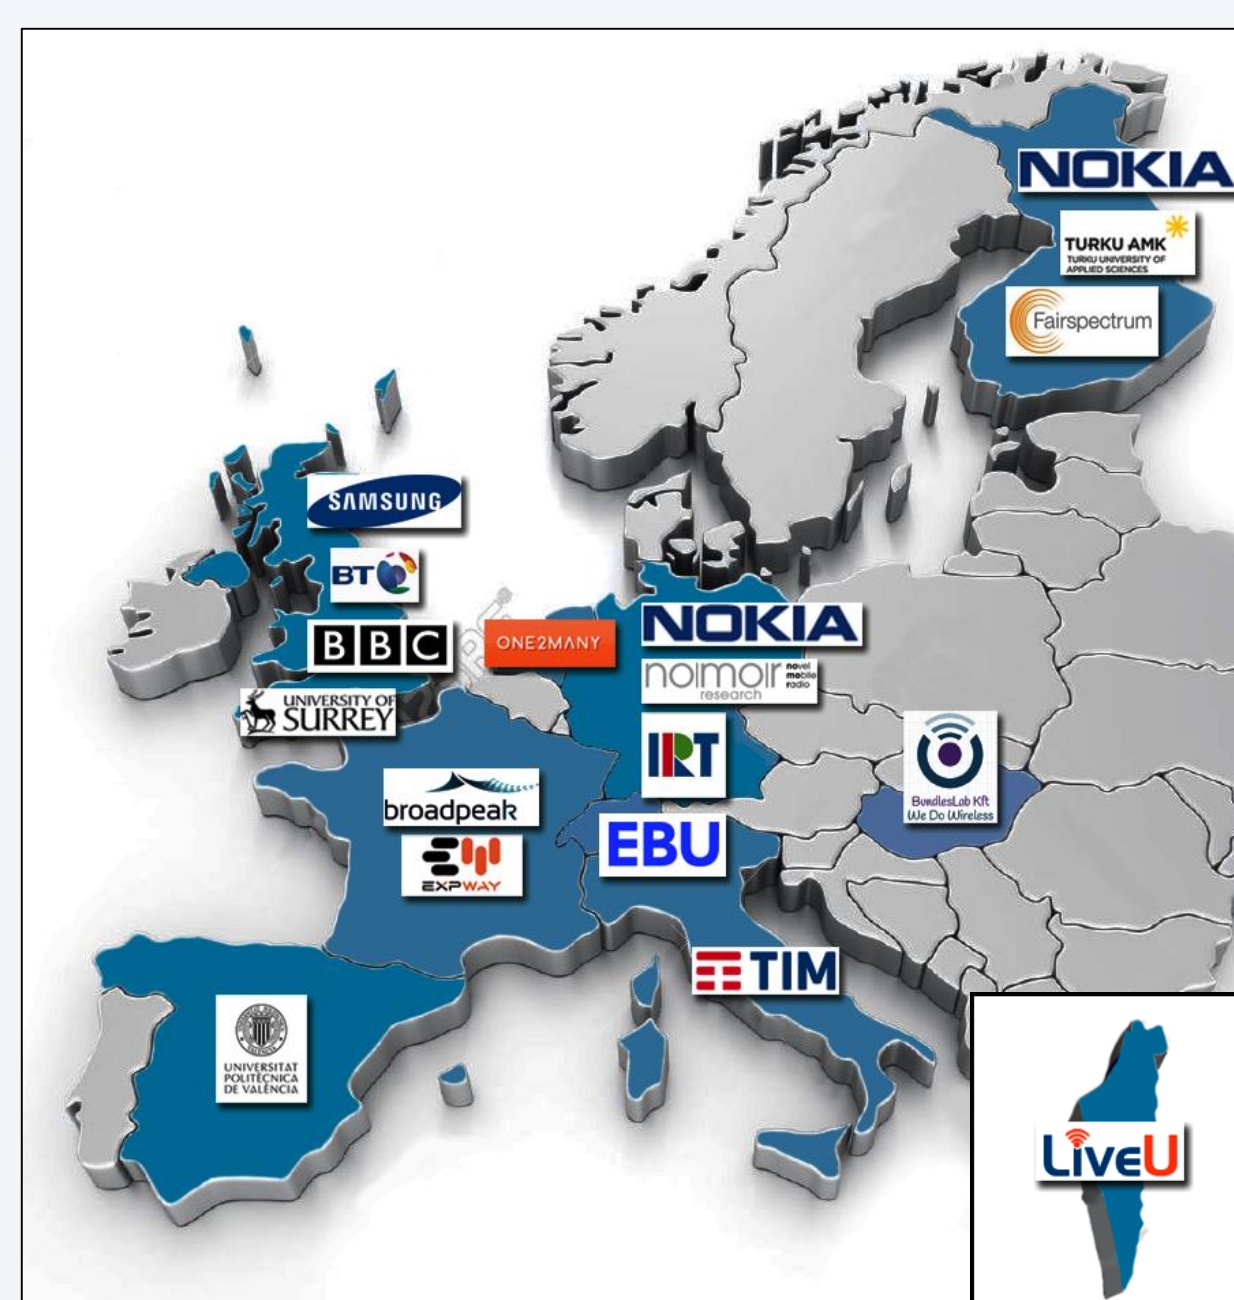 NOKIA
TURKU AMK
TURKU UNIVERSITY OF
APPLIED SCIENCES
Fairspectrum
SAMSUNG
BT
BBC
UNIVERSITY OF
SURREY
ONE2MANY
NOKIA
nomor
research
novel
mobile
radio
IRT
BundlesLab Kft
We Do Wireless
broadpeak
EXPWAY
EBU
TIM
UNIVERSITAT
POLITÈCNICA
DE VALÈNCIA
LiveU